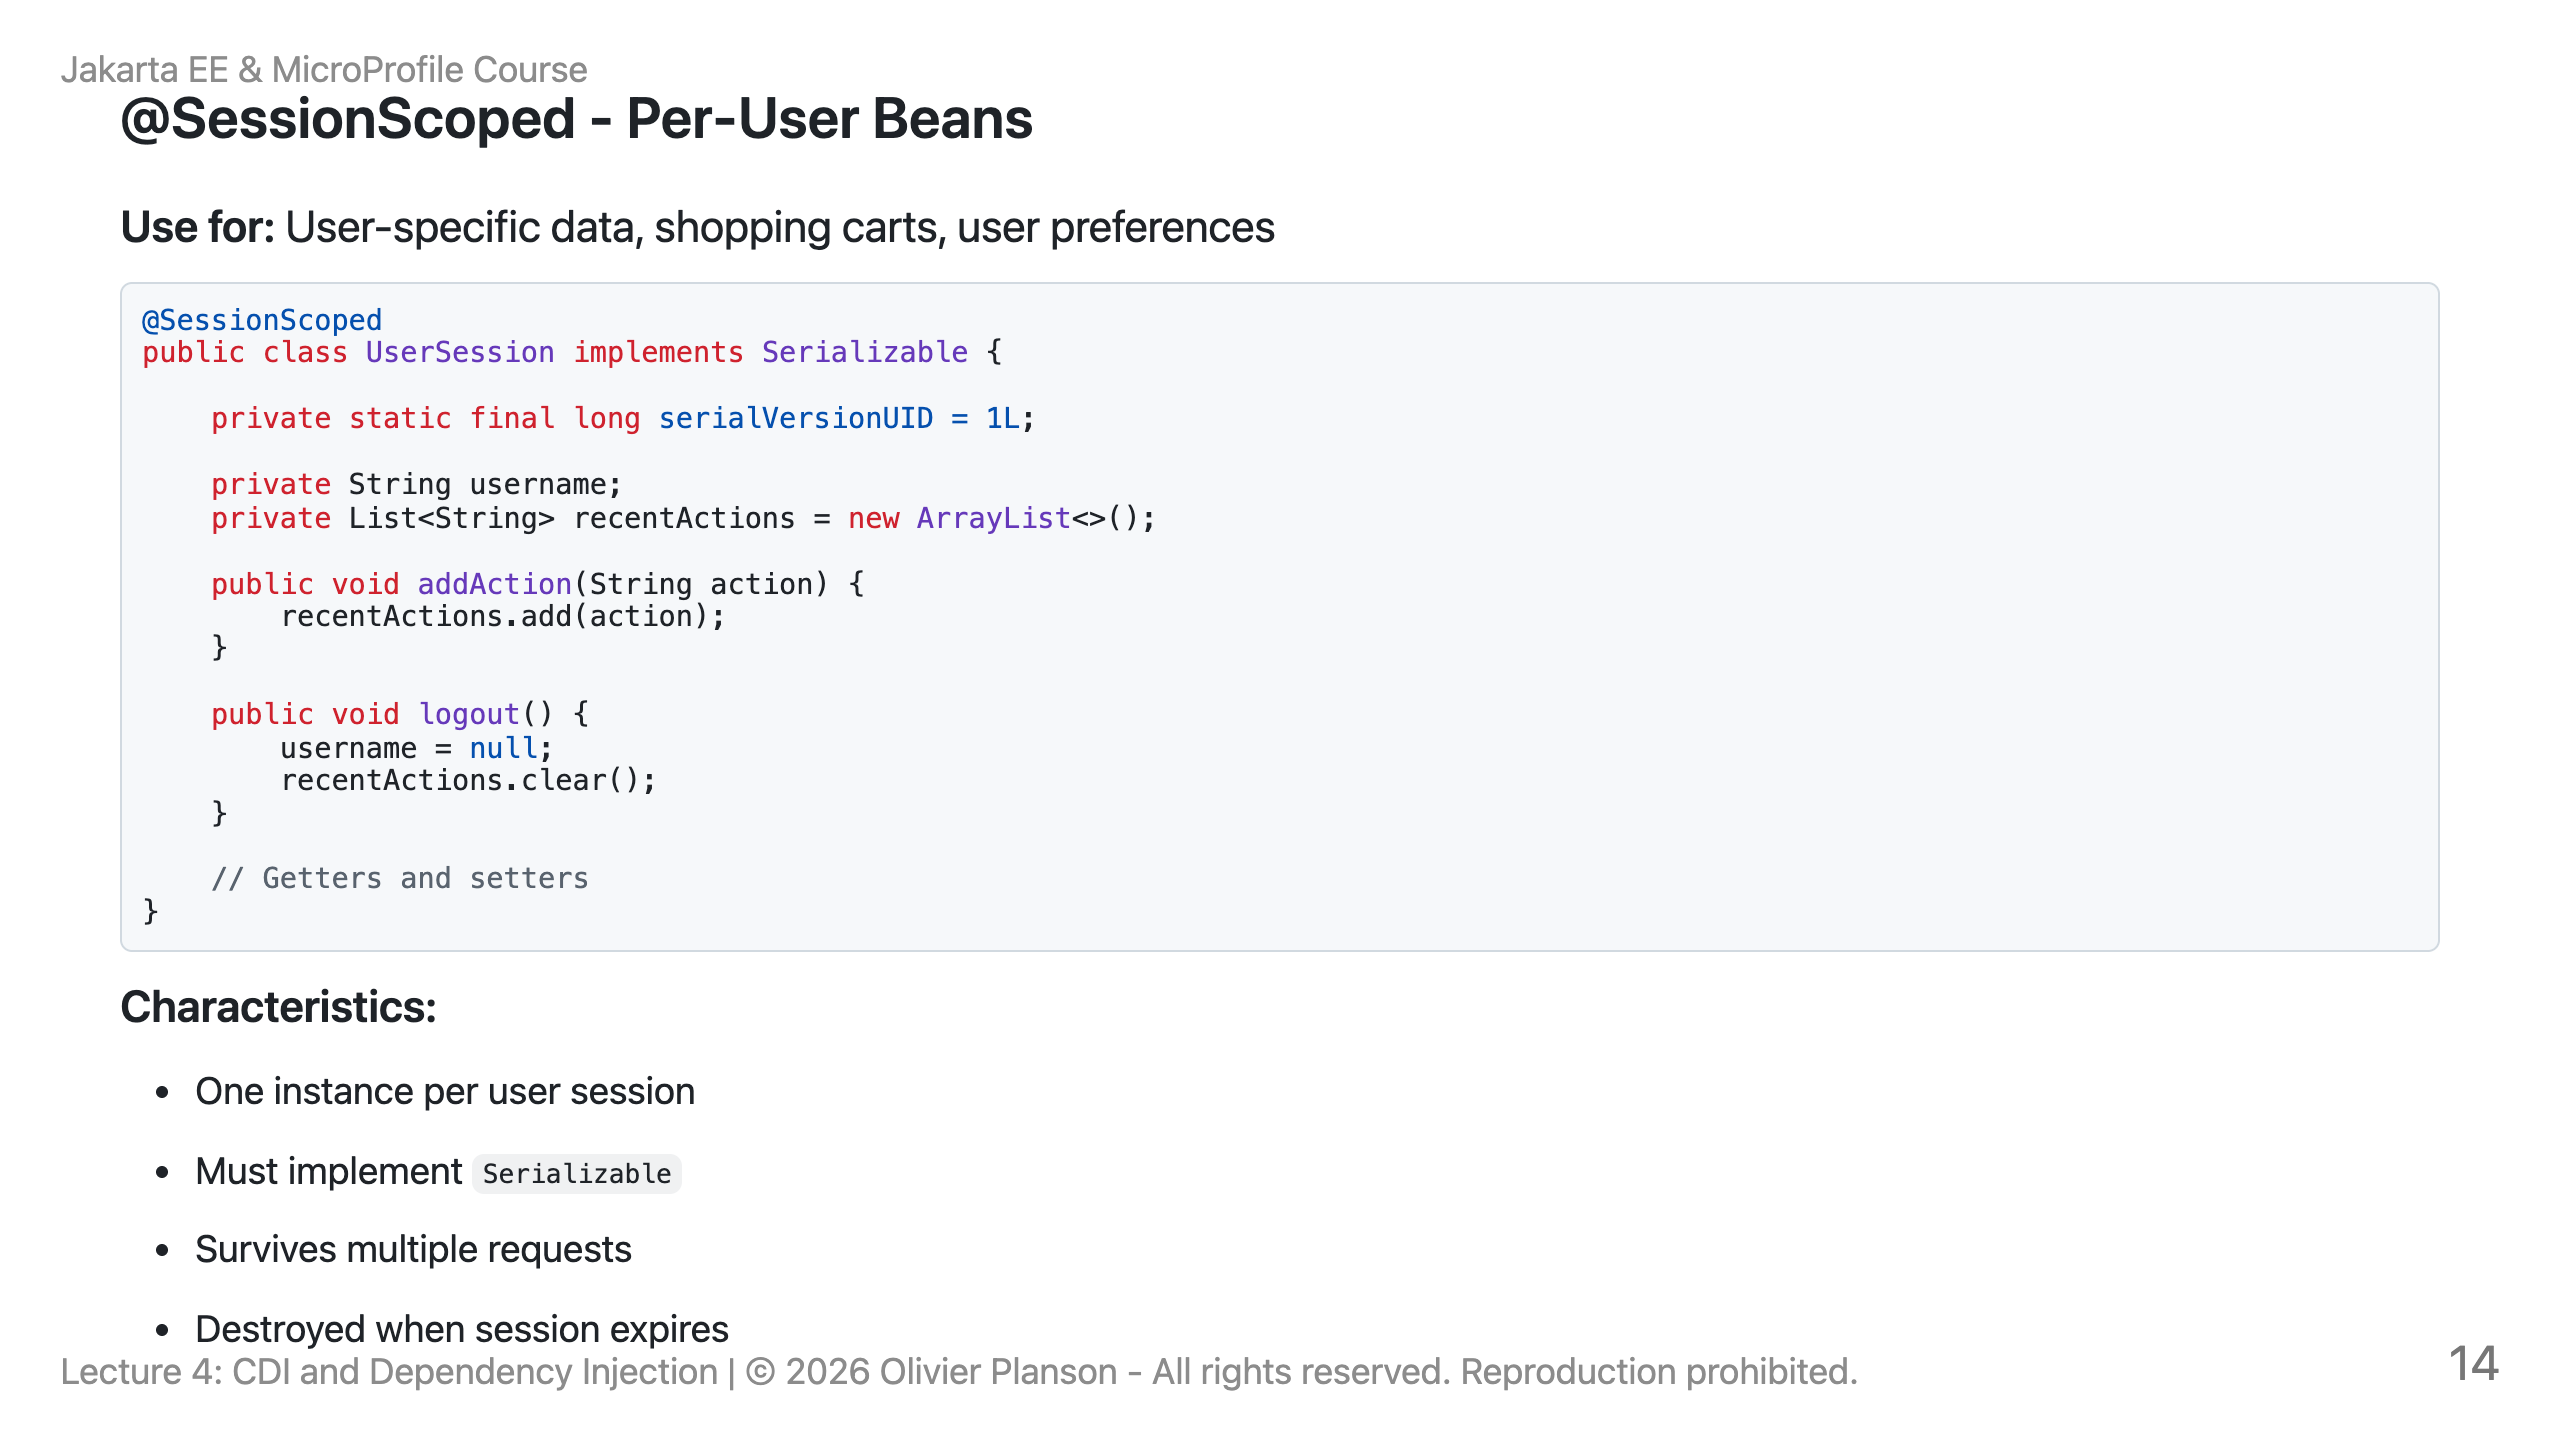 Jakarta EE & MicroProfile Course
@SessionScoped - Per-User Beans
Use for: User-specific data, shopping carts, user preferences
@SessionScoped
public class UserSession implements Serializable {
    private static final long serialVersionUID = 1L;
    private String username;
    private List<String> recentActions = new ArrayList<>();
    public void addAction(String action) {
        recentActions.add(action);
    }
    public void logout() {
        username = null;
        recentActions.clear();
    }
    // Getters and setters
}
Characteristics:
• One instance per user session
• Must implement Serializable
• Survives multiple requests
• Destroyed when session expires
Lecture 4: CDI and Dependency Injection | © 2026 Olivier Planson - All rights reserved. Reproduction prohibited.
14